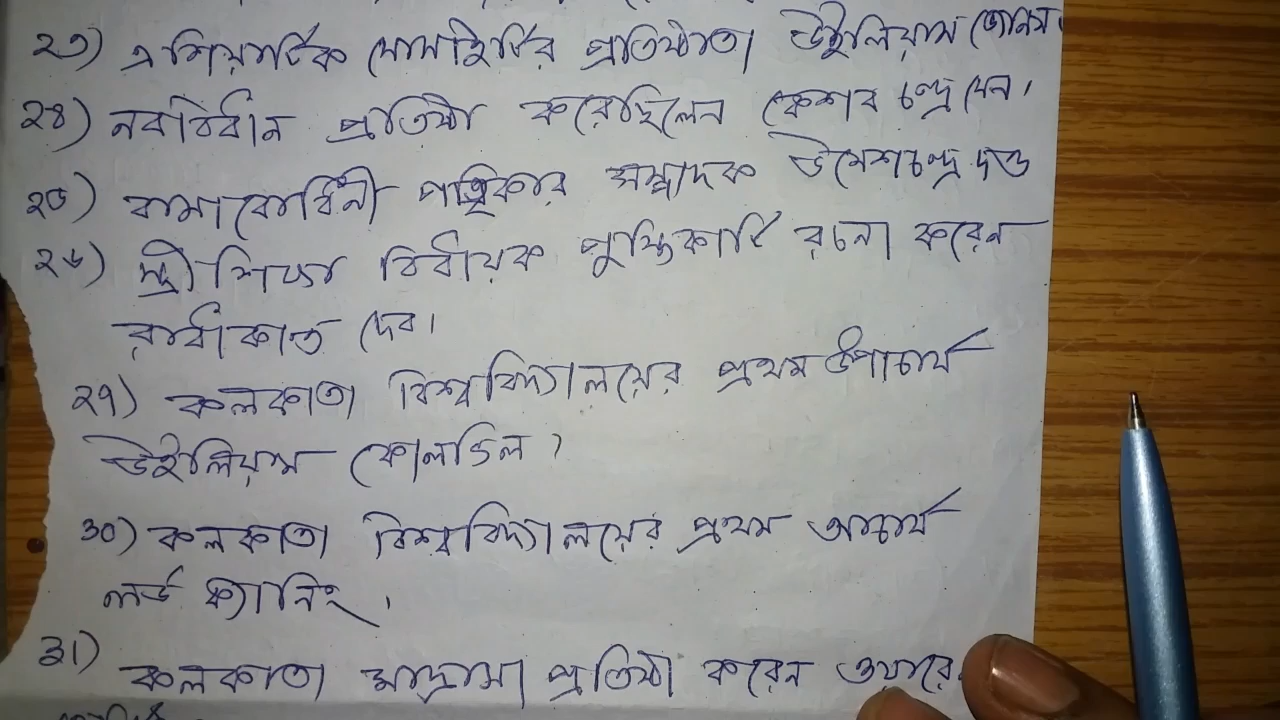 ২৩) এশিয়াটিক সোসাইটির প্রতিষ্ঠাতা উইলিয়াম জোনস
২৪) নববিধান প্রতিষ্ঠা করেছিলেন কেশব চন্দ্র সেন।
২৫) বামাবোধিনী পত্রিকার সম্পাদক উমেশচন্দ্র দত্ত
২৬) স্ত্রী শিক্ষা বিধায়ক পুস্তিকাটি রচনা করেন
রাধাকান্ত দেব।
২৭) কলকাতা বিশ্ববিদ্যালয়ের প্রথম উপাচার্য
উইলিয়াম কোলভিল?
30) কলকাতা বিশ্ববিদ্যালয়ের প্রথম আচার্য
লর্ড ক্যানিং,
31) কলকাতা মাদ্রাসা প্রতিষ্ঠা করেন ওয়ারে